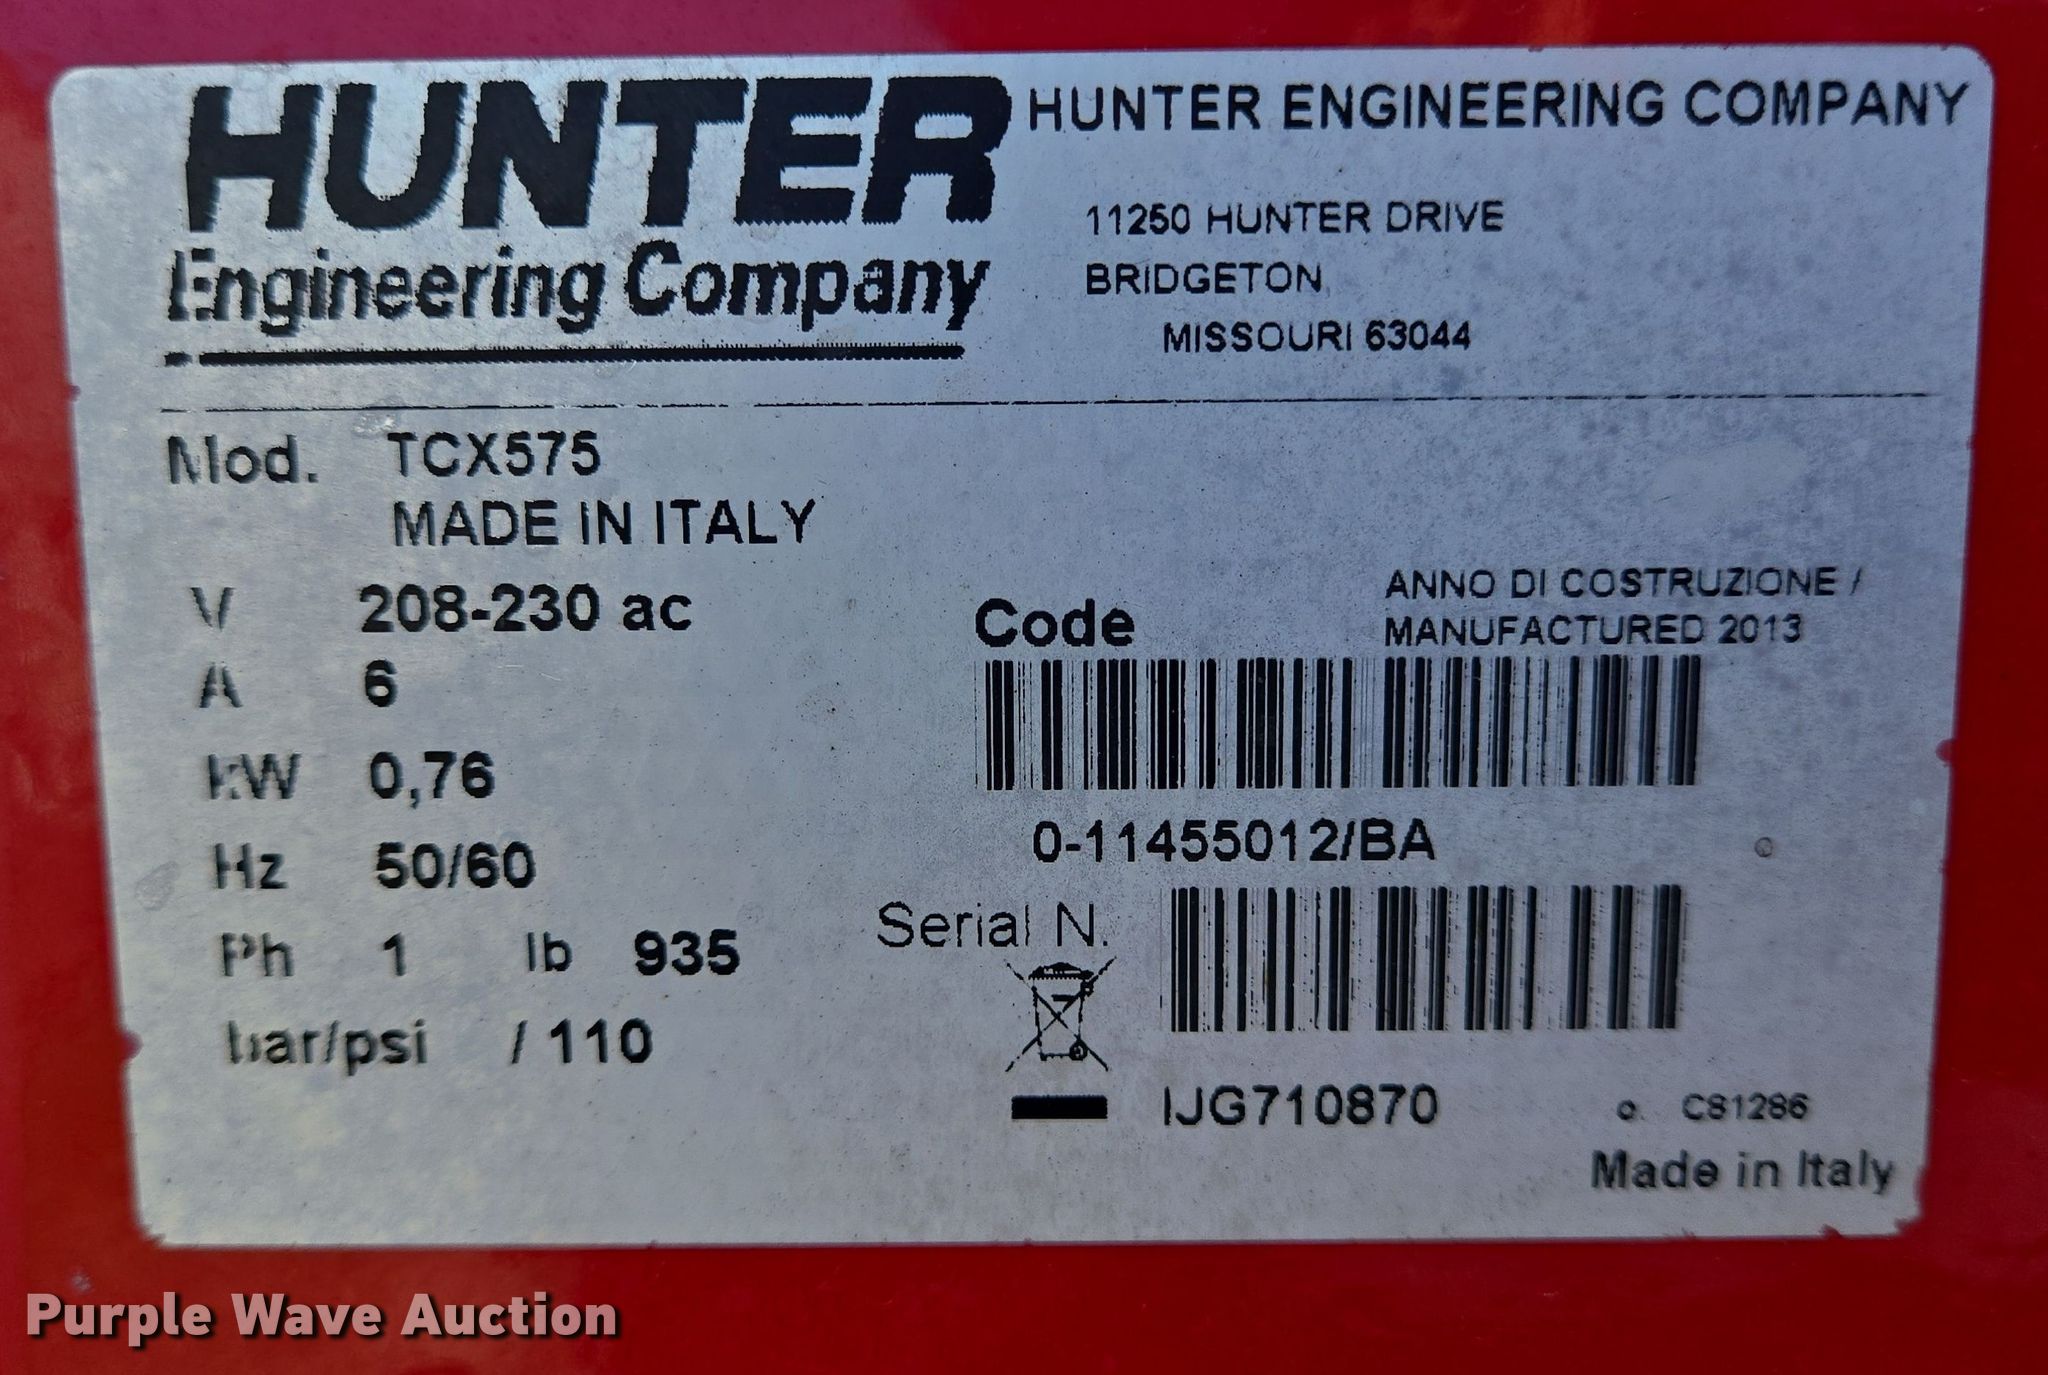 HUNTER
Engineering Company
HUNTER ENGINEERING COMPANY
11250 HUNTER DRIVE
BRIDGETON,
MISSOURI 63044
Mod. TCX575
MADE IN ITALY
V 208-230 ac
A 6
kW 0,76
Hz 50/60
Ph 1 lb 935
bar/psi / 110
ANNO DI COSTRUZIONE /
MANUFACTURED 2013
Code
0-11455012/BA
Serial N.
IJG710870
o. C81286
Made in Italy
Purple Wave Auction